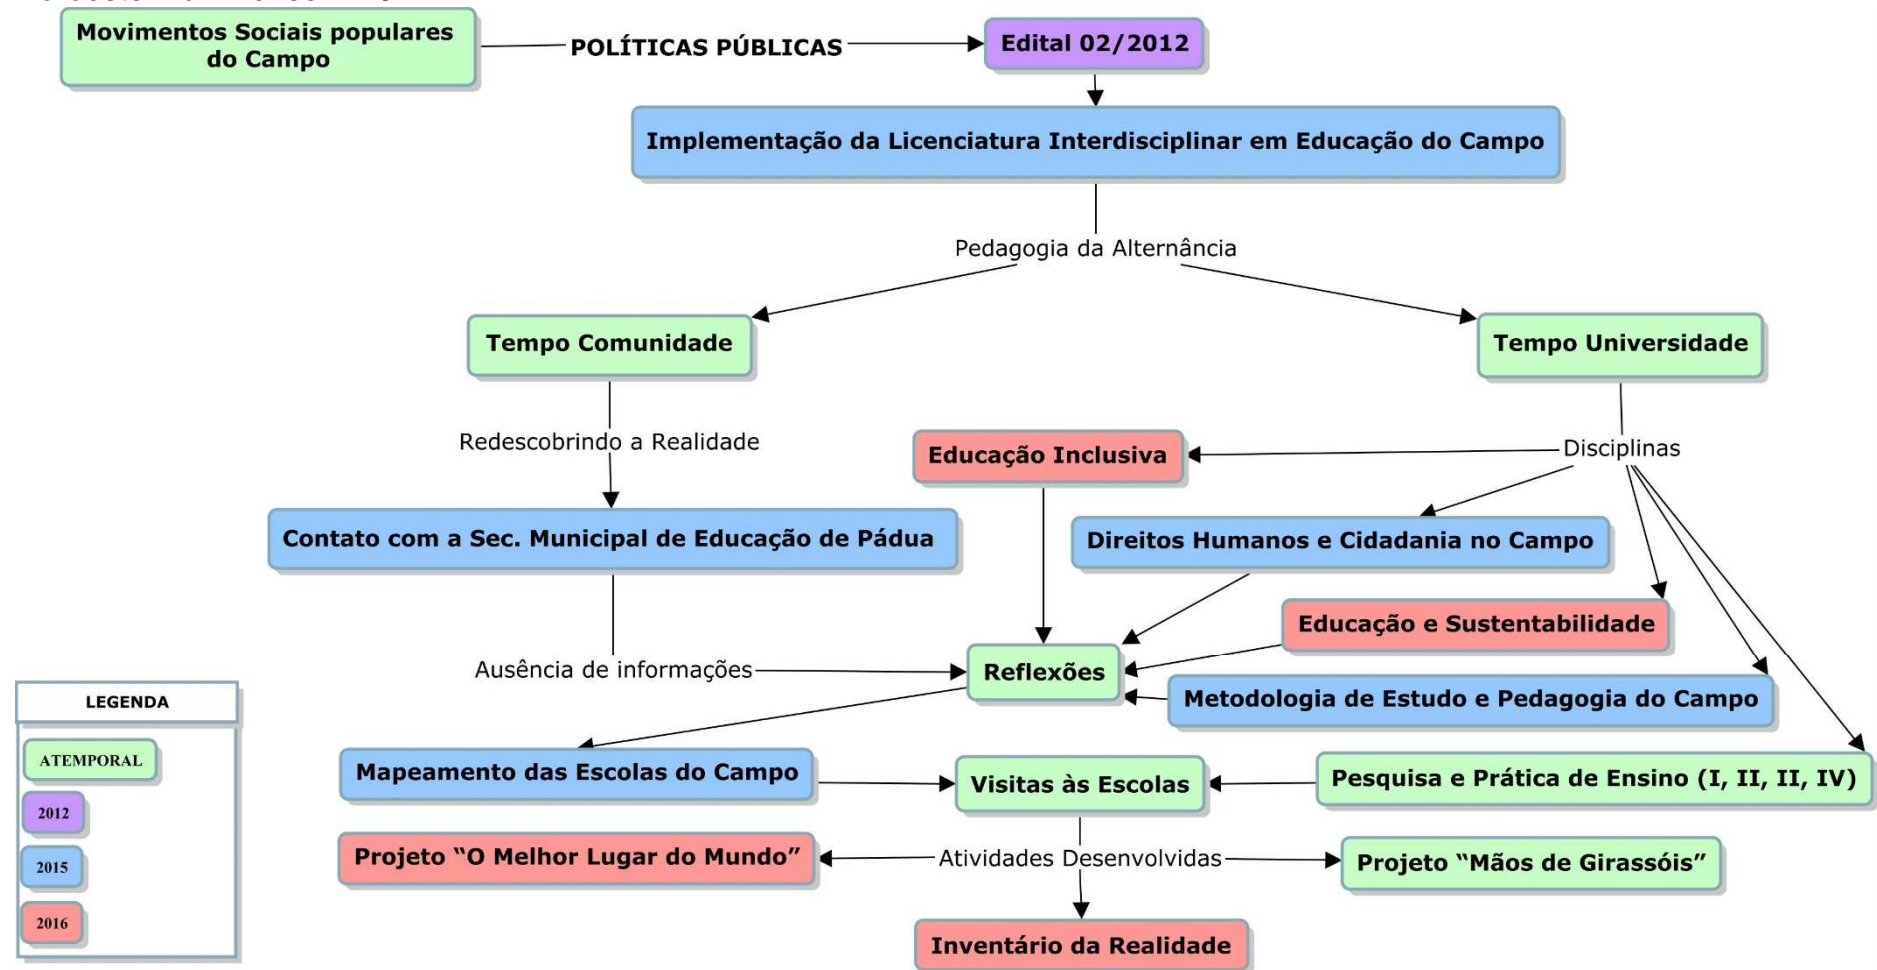 Movimentos Sociais populares
do Campo
POLÍTICAS PÚBLICAS
Edital 02/2012
Implementação da Licenciatura Interdisciplinar em Educação do Campo
Pedagogia da Alternância
Tempo Comunidade
Tempo Universidade
Redescobrindo a Realidade
Educação Inclusiva
Disciplinas
Contato com a Sec. Municipal de Educação de Pádua
Direitos Humanos e Cidadania no Campo
Educação e Sustentabilidade
Ausência de informações
Reflexões
Metodologia de Estudo e Pedagogia do Campo
Mapeamento das Escolas do Campo
Visitas às Escolas
Pesquisa e Prática de Ensino (I, II, II, IV)
Projeto “O Melhor Lugar do Mundo”
Atividades Desenvolvidas
Projeto “Mãos de Girassóis”
Inventário da Realidade
LEGENDA
ATEMPORAL
2012
2015
2016